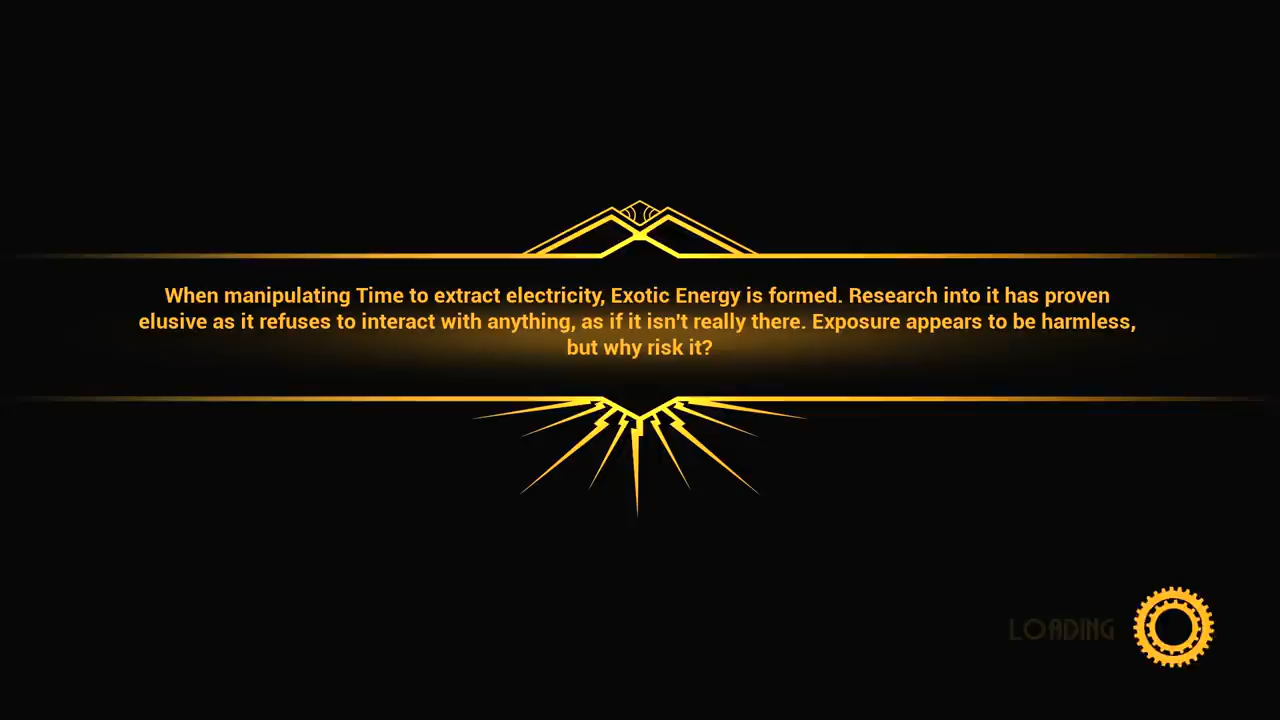 When manipulating Time to extract electricity, Exotic Energy is formed. Research into it has proven
elusive as it refuses to interact with anything, as if it isn't really there. Exposure appears to be harmless,
but why risk it?
LOADING